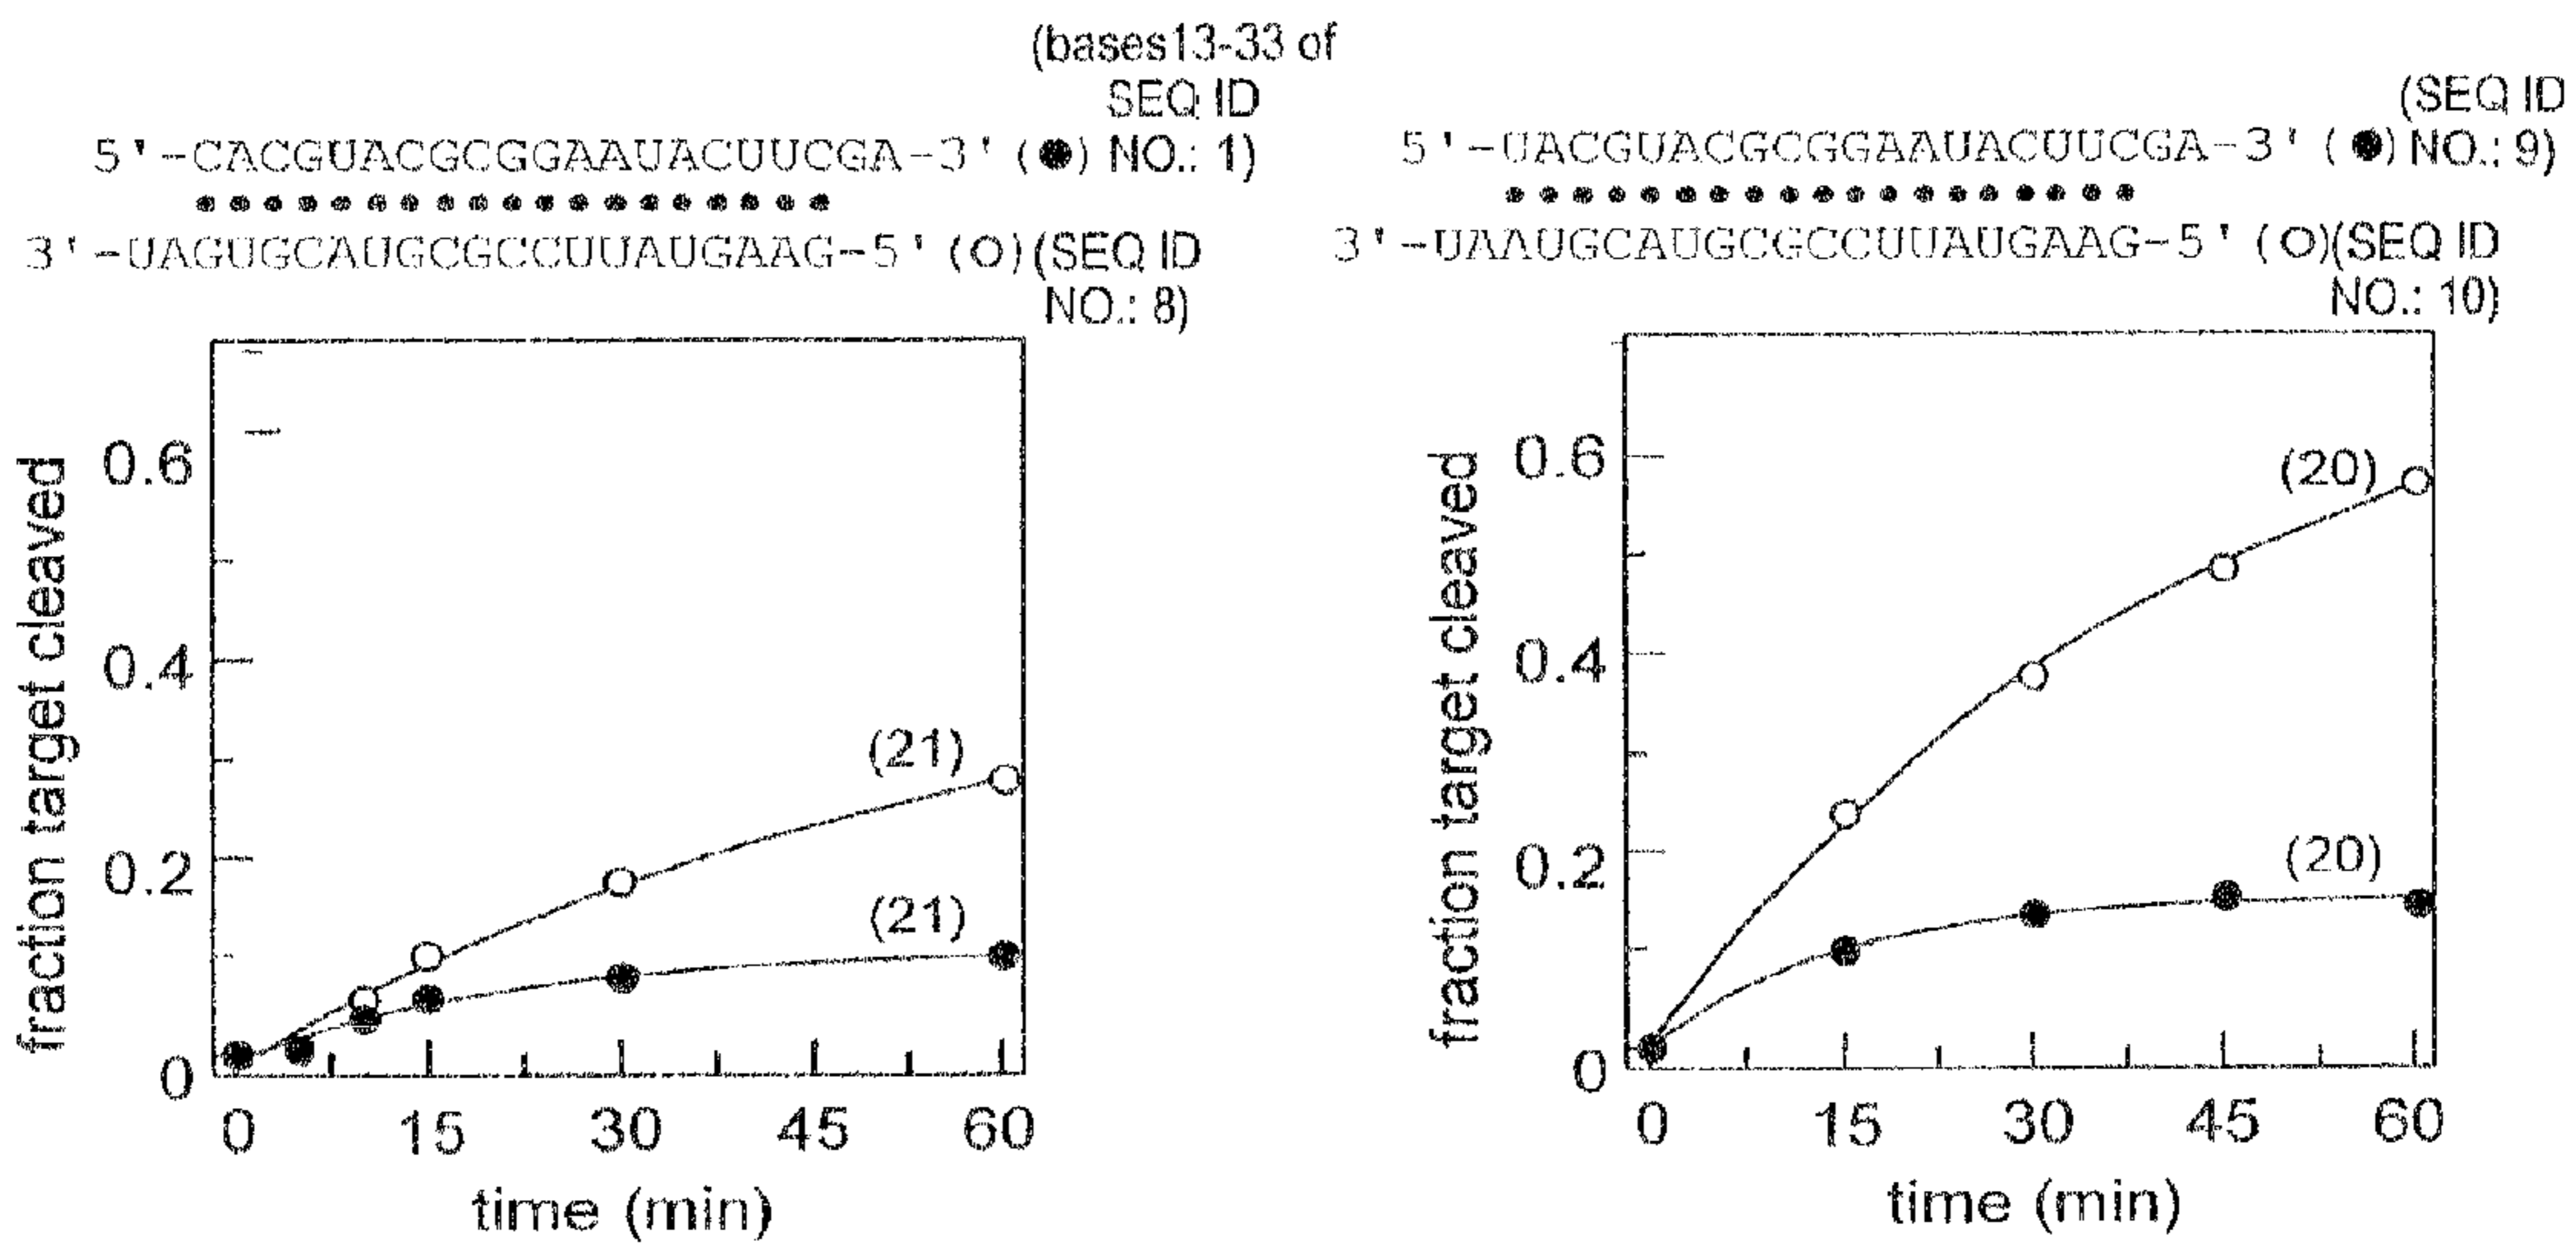 (bases13-33 of
SEQ ID
5'-CACGUACGCGGAAUACUUCGA-3' (●) NO.: 1)
3'-UAGUGCAUGCGCCUUAUGAAG-5' (○)(SEQ ID
NO.: 8)
(SEQ ID
5'-UACGUACGCGGAAUACUUCGA-3' (●) NO.: 9)
3'-UAAUGCAUGCGCCUUAUGAAG-5' (○)(SEQ ID
NO.: 10)
fraction target cleaved
0.6
0.4
0.2
0
(21)
(21)
0 15 30 45 60
time (min)
fraction target cleaved
0.6
0.4
0.2
0
(20)
(20)
0 15 30 45 60
time (min)